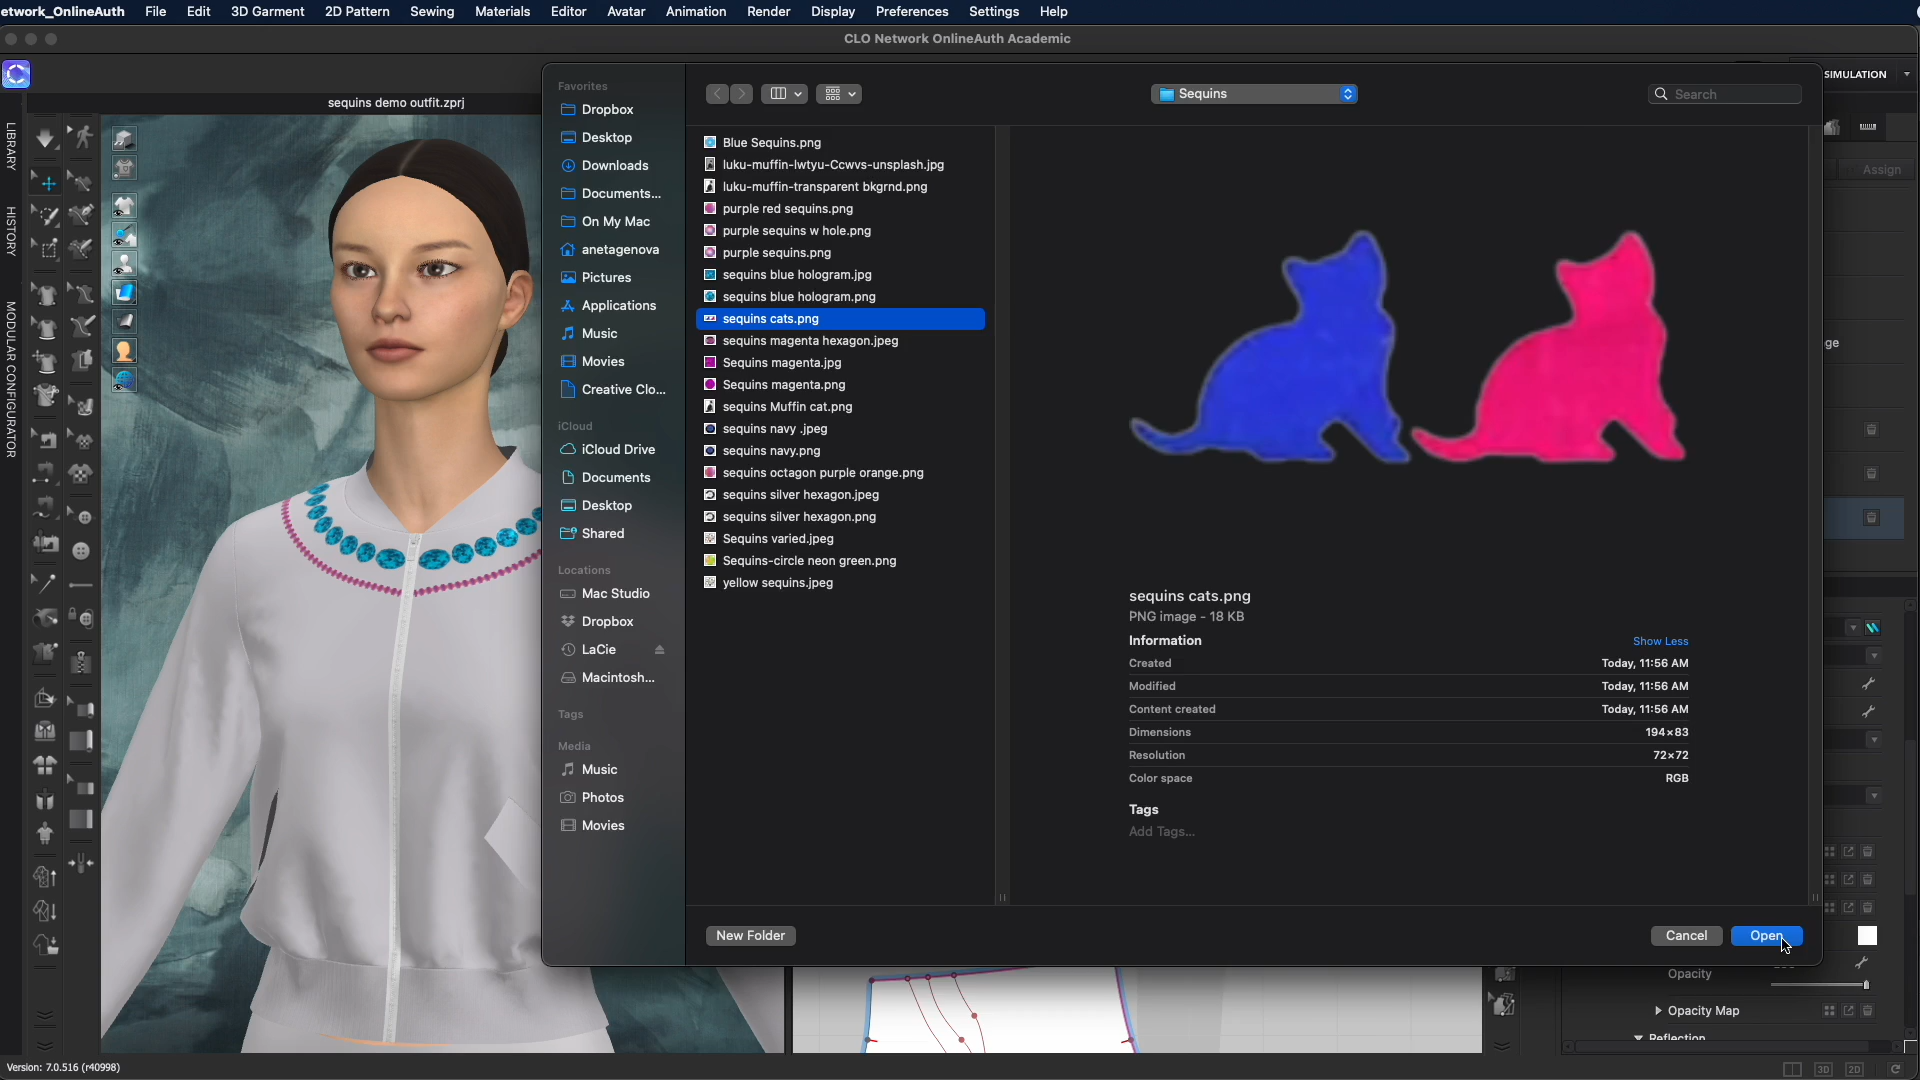 etwork_OnlineAuth File Edit 3D Garment 2D Pattern Sewing Materials Editor Avatar Animation Render Display Preferences Settings Help
CLO Network OnlineAuth Academic
SIMULATION
sequins demo outfit.zprj
LIBRARY
HISTORY
MODULAR CONFIGURATOR
Favorites
Dropbox
Desktop
Downloads
Documents...
On My Mac
anetagenova
Pictures
Applications
Music
Movies
Creative Clo...
iCloud
iCloud Drive
Documents
Desktop
Shared
Locations
Mac Studio
Dropbox
LaCie
Macintosh...
Tags
Media
Music
Photos
Movies
Sequins
Search
Blue Sequins.png
luku-muffin-lwtyu-Ccwvs-unsplash.jpg
luku-muffin-transparent bkgrnd.png
purple red sequins.png
purple sequins w hole.png
purple sequins.png
sequins blue hologram.jpg
sequins blue hologram.png
sequins cats.png
sequins magenta hexagon.jpeg
Sequins magenta.jpg
Sequins magenta.png
sequins Muffin cat.png
sequins navy .jpeg
sequins navy.png
sequins octagon purple orange.png
sequins silver hexagon.jpeg
sequins silver hexagon.png
Sequins varied.jpeg
Sequins-circle neon green.png
yellow sequins.jpeg
sequins cats.png
PNG image - 18 KB
Information Show Less
Created Today, 11:56 AM
Modified Today, 11:56 AM
Content created Today, 11:56 AM
Dimensions 194×83
Resolution 72×72
Color space RGB
Tags
Add Tags...
New Folder Cancel Open
Assign
ge
Opacity
Opacity Map
Reflection
Version: 7.0.516 (r40998)
3D 2D